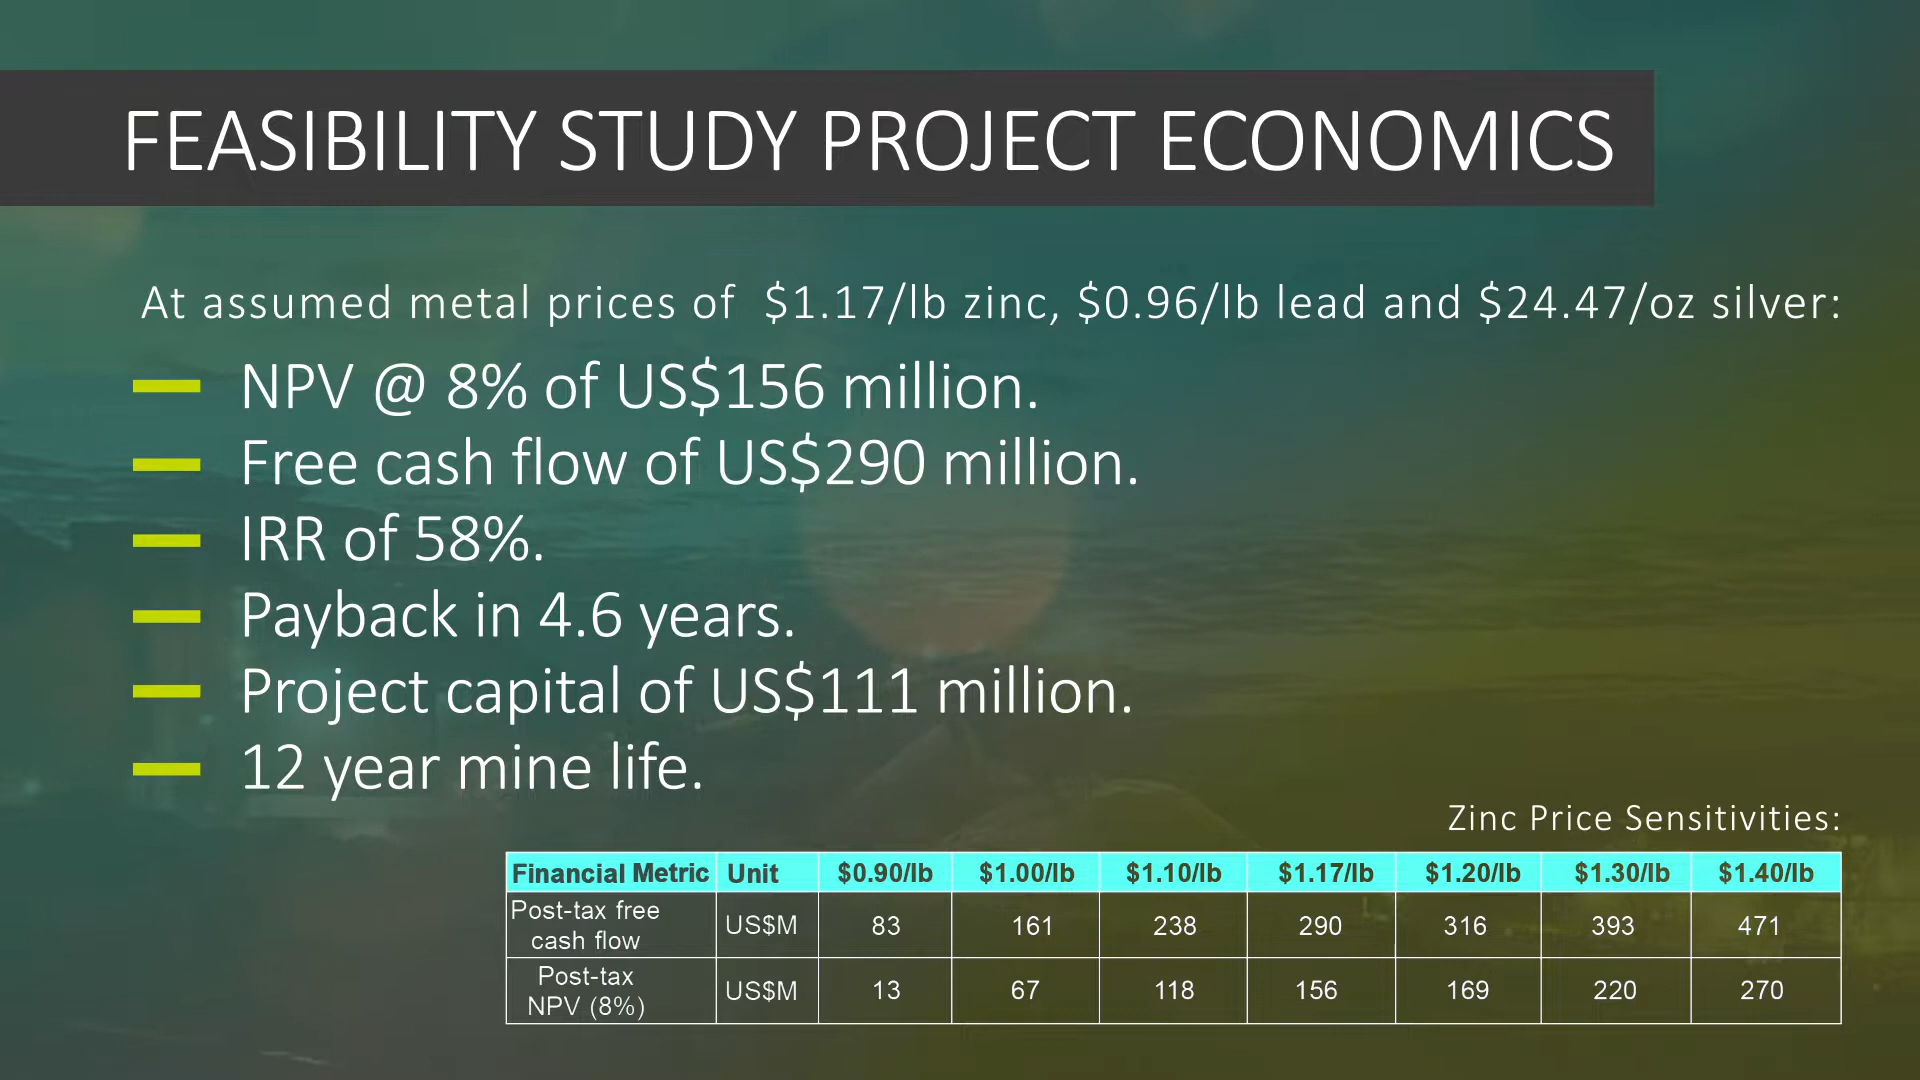 FEASIBILITY STUDY PROJECT ECONOMICS
At assumed metal prices of $1.17/lb zinc, $0.96/lb lead and $24.47/oz silver:
NPV @ 8% of US$156 million.
Free cash flow of US$290 million.
IRR of 58%.
Payback in 4.6 years.
Project capital of US$111 million.
12 year mine life.
Zinc Price Sensitivities:
Financial Metric Unit $0.90/lb $1.00/lb $1.10/lb $1.17/lb $1.20/lb $1.30/lb $1.40/lb
Post-tax free
cash flow US$M 83 161 238 290 316 393 471
Post-tax
NPV (8%) US$M 13 67 118 156 169 220 270